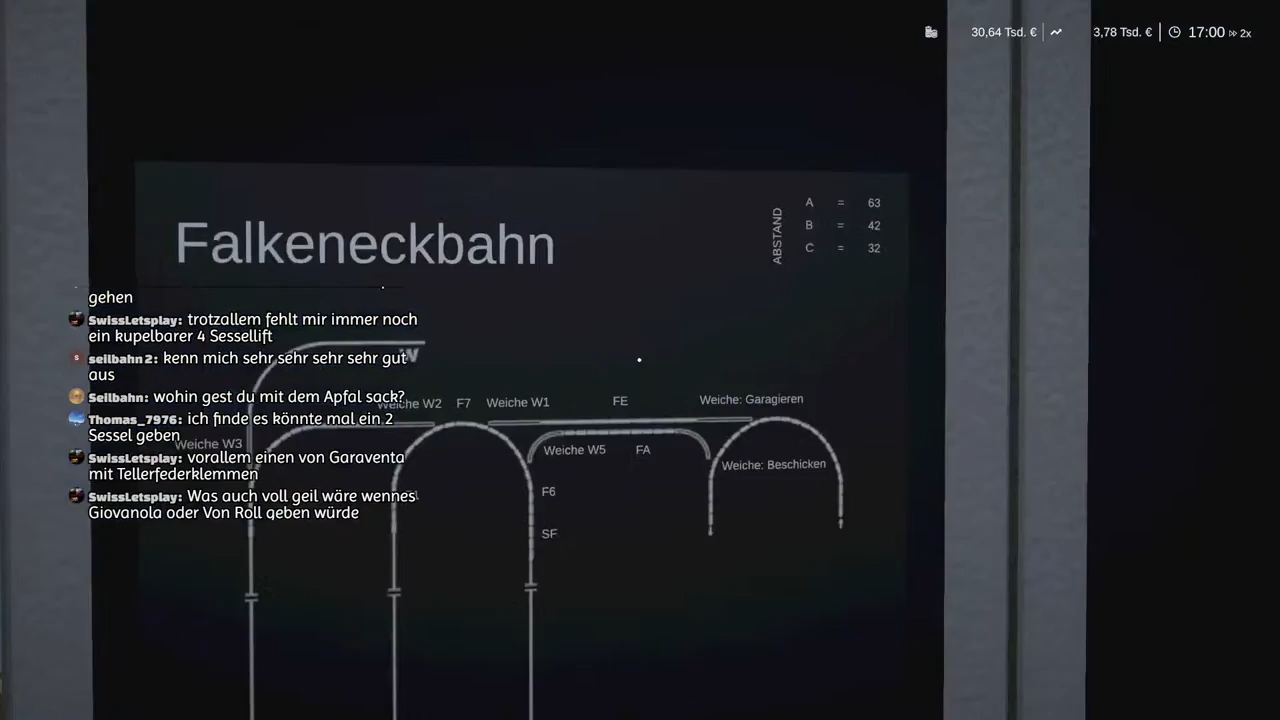 30,64 Tsd. € 3,78 Tsd. € 17:00 2x
Falkeneckbahn
ABSTAND
A = 63
B = 42
C = 32
gehen
SwissLetsplay: trotzallem fehlt mir immer noch
ein kupelbarer 4 Sessellift
seilbahn2: kenn mich sehr sehr sehr sehr gut
aus
Seilbahn: wohin gest du mit dem Apfal sack?
Thomas_7976: ich finde es könnte mal ein 2
Sessel geben
SwissLetsplay: vorallem einen von Garaventa
mit Tellerfederklemmen
SwissLetsplay: Was auch voll geil wäre wennes
Giovanola oder Von Roll geben würde
W
Weiche W2 F7 Weiche W1 FE Weiche: Garagieren
Weiche W3
Weiche W5 FA Weiche: Beschicken
F6
SF